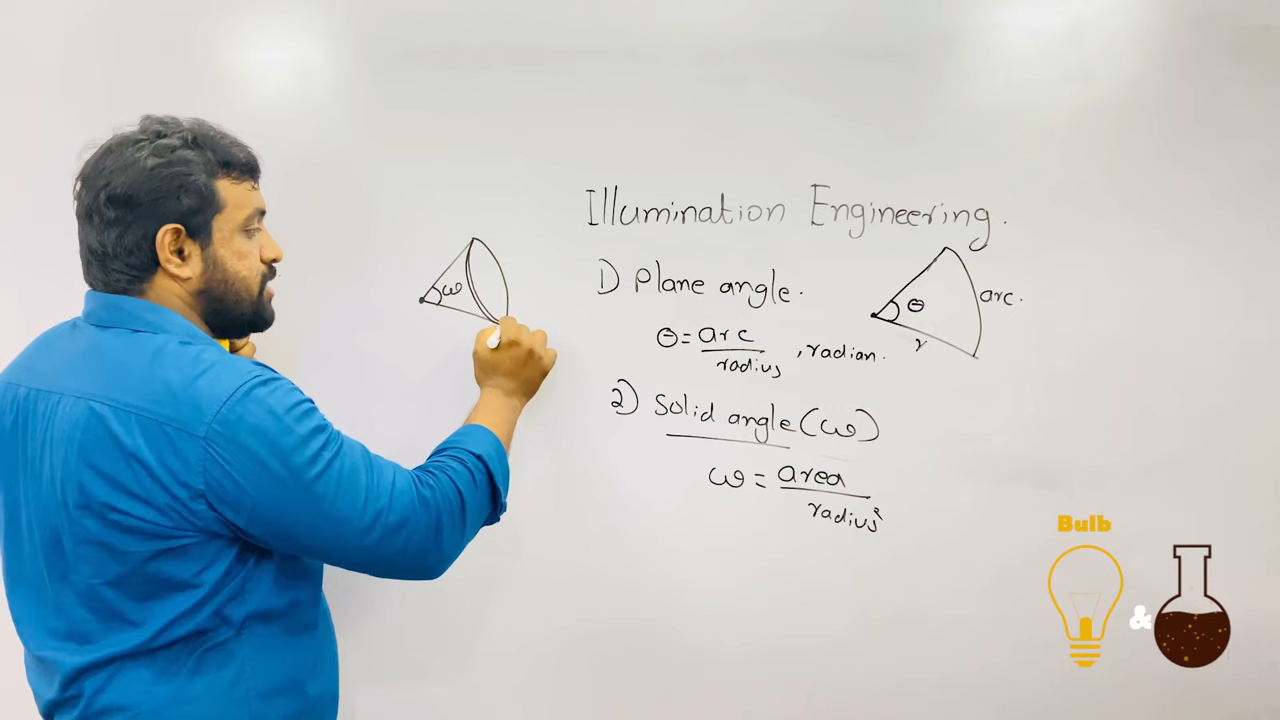 Illumination Engineering.
1) Plane angle.
θ = arc / radius , radian.
θ
arc.
r
2) Solid angle (ω)
ω = area / radius²
ω
Bulb
&